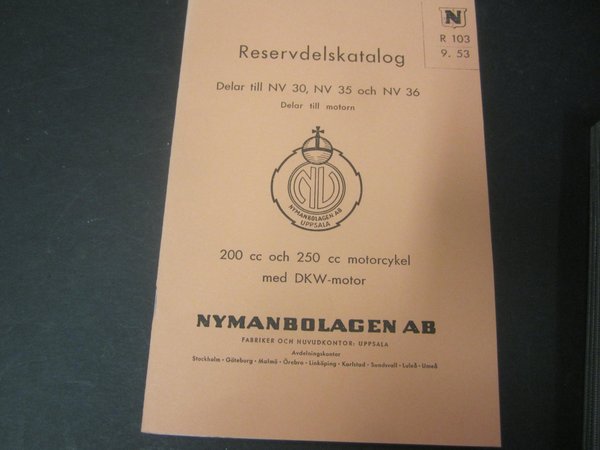 N
R 103
9. 53
Reservdelskatalog
Delar till NV 30, NV 35 och NV 36
Delar till motorn
NV
NYMANBOLAGEN AB
UPPSALA
200 cc och 250 cc motorcykel
med DKW-motor
NYMANBOLAGEN AB
FABRIKER OCH HUVUDKONTOR: UPPSALA
Avdelningskontor
Stockholm • Göteborg • Malmö • Örebro • Linköping • Karlstad • Sundsvall • Luleå • Umeå